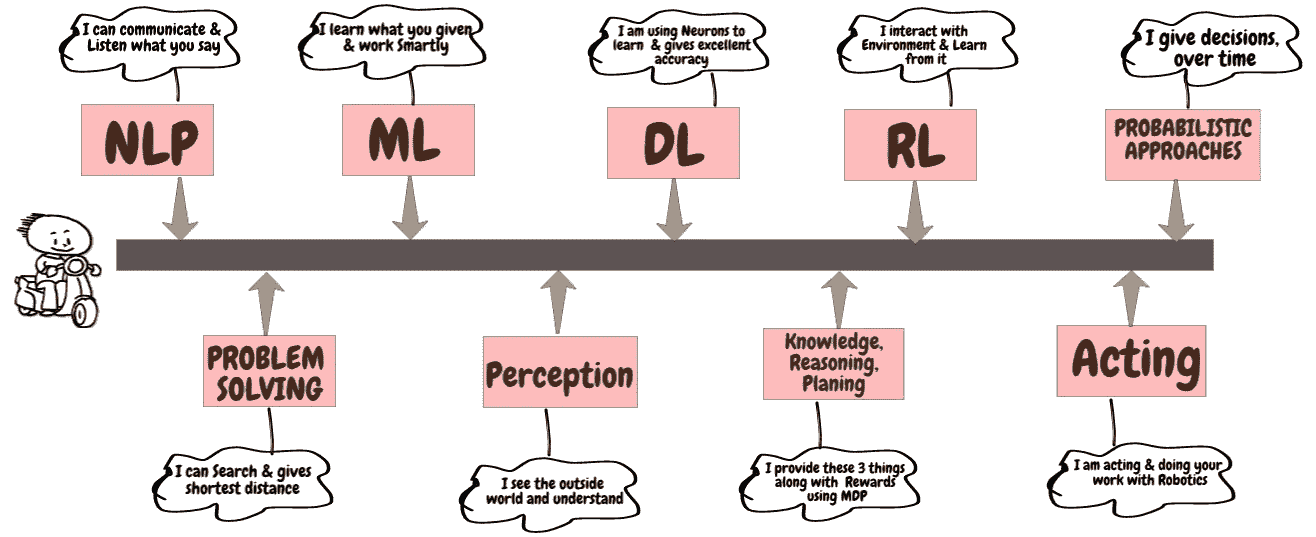 I can communicate &
Listen what you say
I learn what you given
& work Smartly
I am using Neurons to
learn & gives excellent
accuracy
I interact with
Environment & Learn
from it
I give decisions,
over time
NLP
ML
DL
RL
PROBABILISTIC
APPROACHES
PROBLEM
SOLVING
Perception
Knowledge,
Reasoning,
Planing
Acting
I can Search & gives
shortest distance
I see the outside
world and understand
I provide these 3 things
along with Rewards
using MDP
I am acting & doing your
work with Robotics